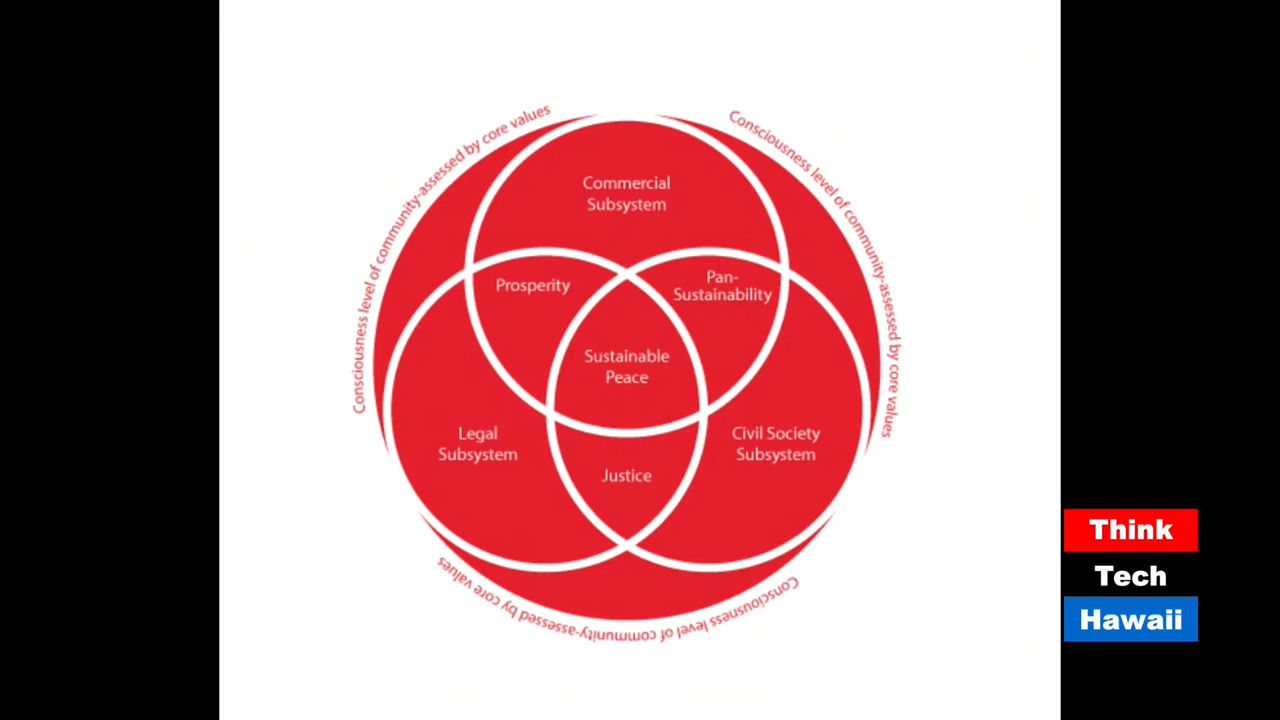 Consciousness level of community-assessed by core values
Consciousness level of community-assessed by core values
Commercial
Subsystem
Prosperity
Pan-
Sustainability
Sustainable
Peace
Legal
Subsystem
Civil Society
Subsystem
Justice
Consciousness level of community-assessed by core values
Think
Tech
Hawaii